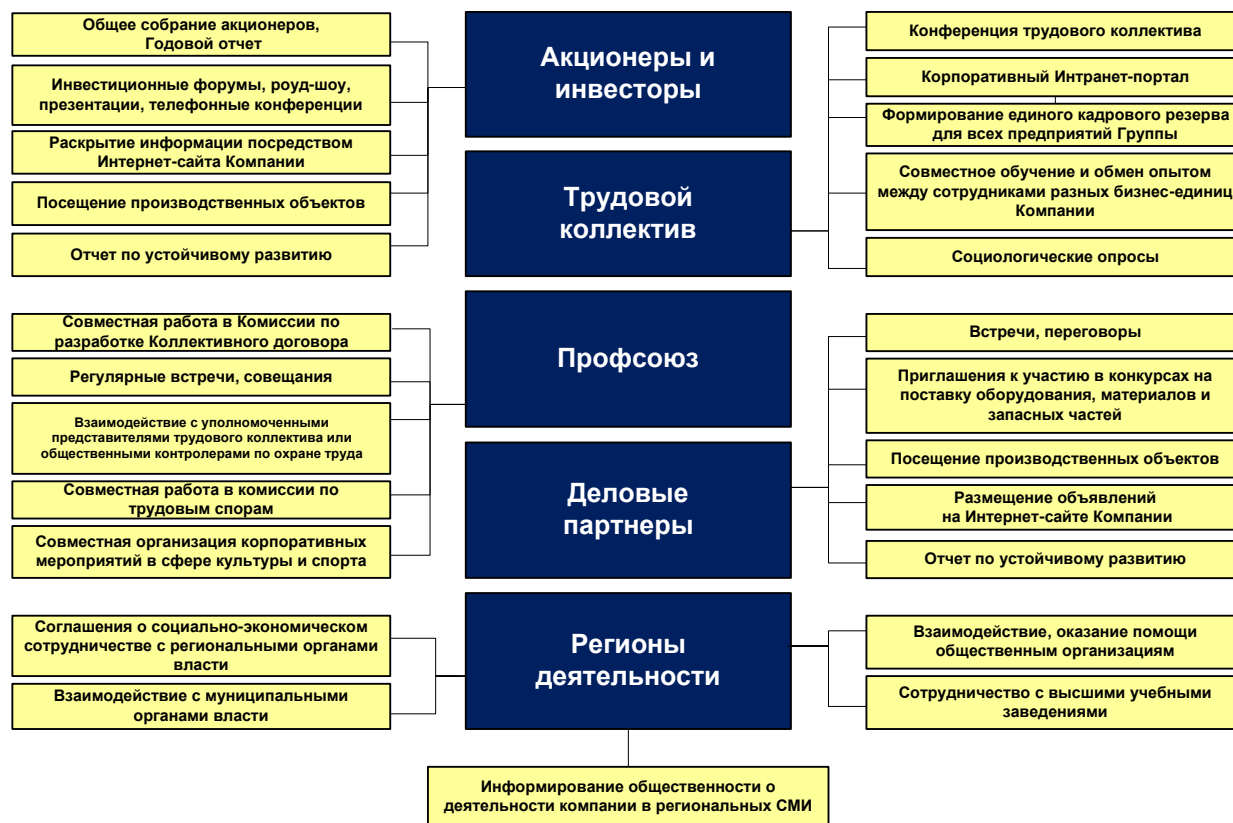 Общее собрание акционеров,
Годовой отчет
Инвестиционные форумы, роуд-шоу,
презентации, телефонные конференции
Раскрытие информации посредством
Интернет-сайта Компании
Посещение производственных объектов
Отчет по устойчивому развитию
Акционеры и
инвесторы
Трудовой
коллектив
Конференция трудового коллектива
Корпоративный Интранет-портал
Формирование единого кадрового резерва
для всех предприятий Группы
Совместное обучение и обмен опытом
между сотрудниками разных бизнес-единиц
Компании
Социологические опросы
Совместная работа в Комиссии по
разработке Коллективного договора
Регулярные встречи, совещания
Взаимодействие с уполномоченными
представителями трудового коллектива или
общественными контролерами по охране труда
Совместная работа в комиссии по
трудовым спорам
Совместная организация корпоративных
мероприятий в сфере культуры и спорта
Профсоюз
Деловые
партнеры
Встречи, переговоры
Приглашения к участию в конкурсах на
поставку оборудования, материалов и
запасных частей
Посещение производственных объектов
Размещение объявлений
на Интернет-сайте Компании
Отчет по устойчивому развитию
Соглашения о социально-экономическом
сотрудничестве с региональными органами
власти
Взаимодействие с муниципальными
органами власти
Регионы
деятельности
Взаимодействие, оказание помощи
общественным организациям
Сотрудничество с высшими учебными
заведениями
Информирование общественности о
деятельности компании в региональных СМИ